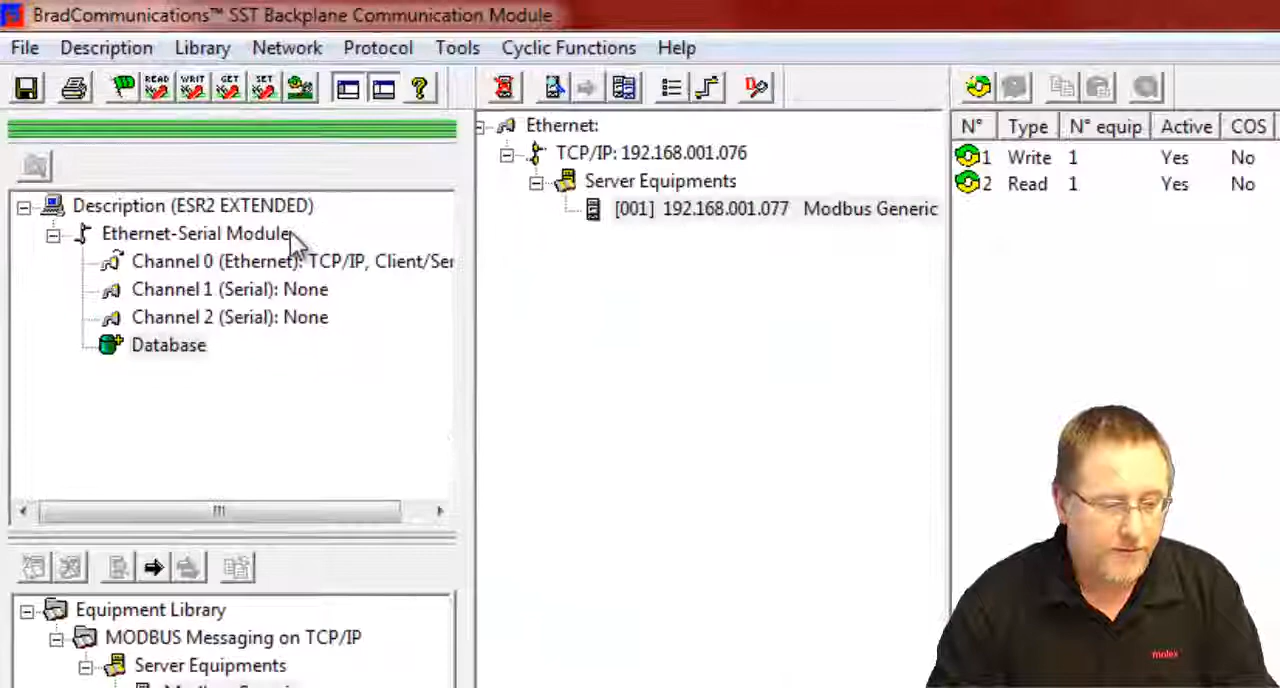 BradCommunications™ SST Backplane Communication Module
File Description Library Network Protocol Tools Cyclic Functions Help
READ WRIT GET SET
Description (ESR2 EXTENDED)
Ethernet-Serial Module
Channel 0 (Ethernet): TCP/IP, Client/Ser
Channel 1 (Serial): None
Channel 2 (Serial): None
Database
Equipment Library
MODBUS Messaging on TCP/IP
Server Equipments
Ethernet:
TCP/IP: 192.168.001.076
Server Equipments
[001] 192.168.001.077 Modbus Generic
N° Type N° equip Active COS
1 Write 1 Yes No
2 Read 1 Yes No
molex